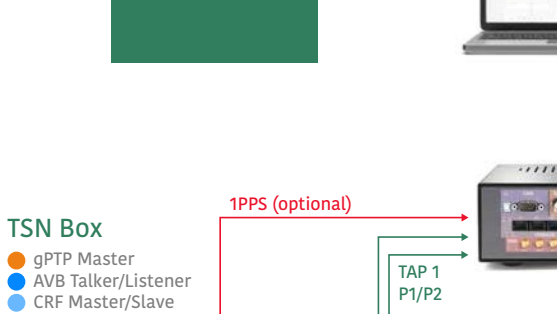 1PPS (optional)
TSN Box
gPTP Master
AVB Talker/Listener
CRF Master/Slave
TAP 1
P1/P2